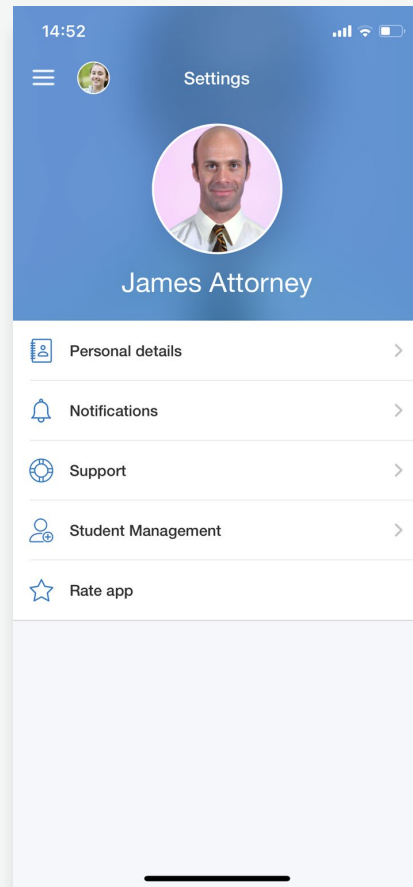 14:52
Settings
James Attorney
Personal details
Notifications
Support
Student Management
Rate app